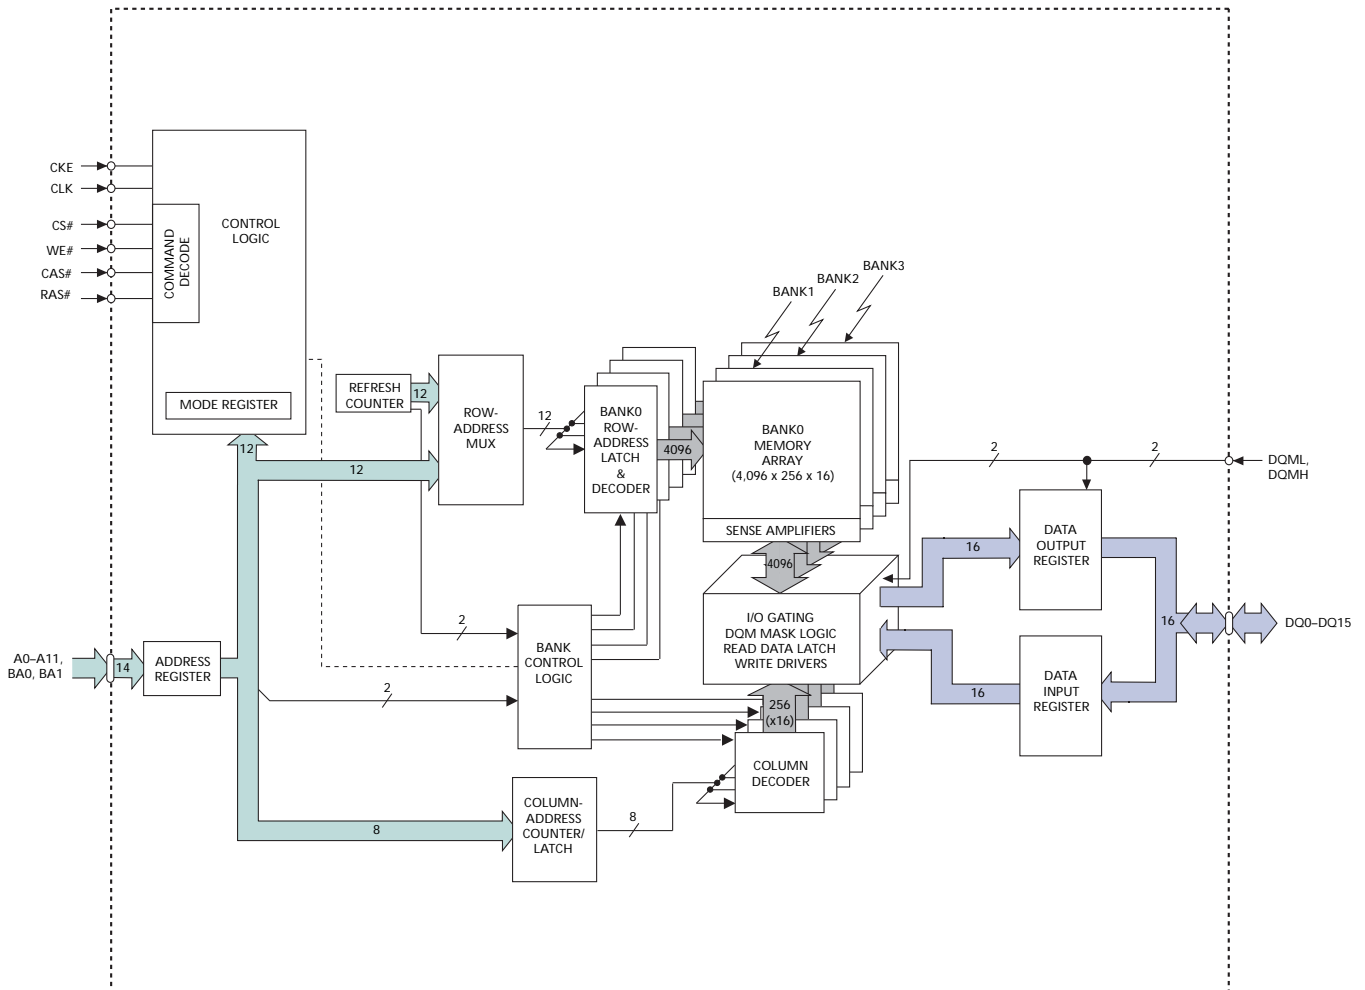 CKE
CLK
CS#
WE#
CAS#
RAS#
COMMAND
DECODE
CONTROL
LOGIC
MODE REGISTER
12
REFRESH
COUNTER
12
12
ROW-
ADDRESS
MUX
12
BANK0
ROW-
ADDRESS
LATCH
&
DECODER
4096
BANK1
BANK2
BANK3
BANK0
MEMORY
ARRAY
(4,096 x 256 x 16)
SENSE AMPLIFIERS
4096
I/O GATING
DQM MASK LOGIC
READ DATA LATCH
WRITE DRIVERS
2
2
DQML,
DQMH
16
DATA
OUTPUT
REGISTER
16
DQ0–DQ15
16
DATA
INPUT
REGISTER
A0–A11,
BA0, BA1
14
ADDRESS
REGISTER
2
2
BANK
CONTROL
LOGIC
256
(x16)
COLUMN
DECODER
8
COLUMN-
ADDRESS
COUNTER/
LATCH
8